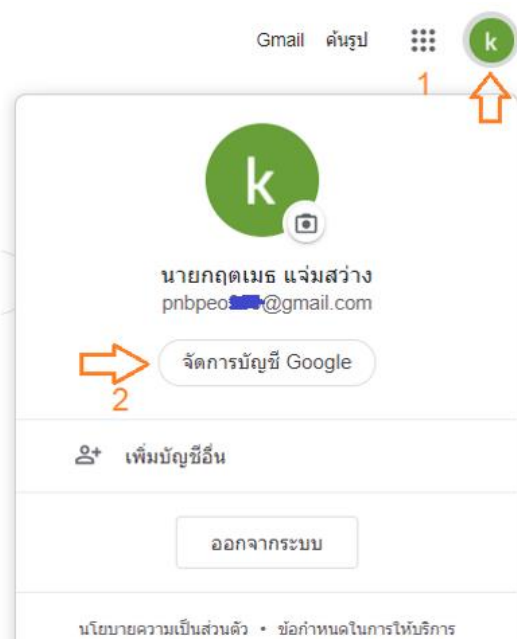 Gmail ค้นรูป
k
1
k
นายกฤตเมธ แจ่มสว่าง
pnbpeo@gmail.com
จัดการบัญชี Google
2
เพิ่มบัญชีอื่น
ออกจากระบบ
นโยบายความเป็นส่วนตัว • ข้อกำหนดในการให้บริการ